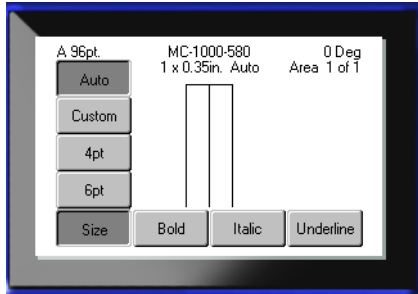 A 96pt. MC-1000-580 0 Deg
1 x 0.35in. Auto Area 1 of 1
Auto
Custom
4pt
6pt
Size Bold Italic Underline